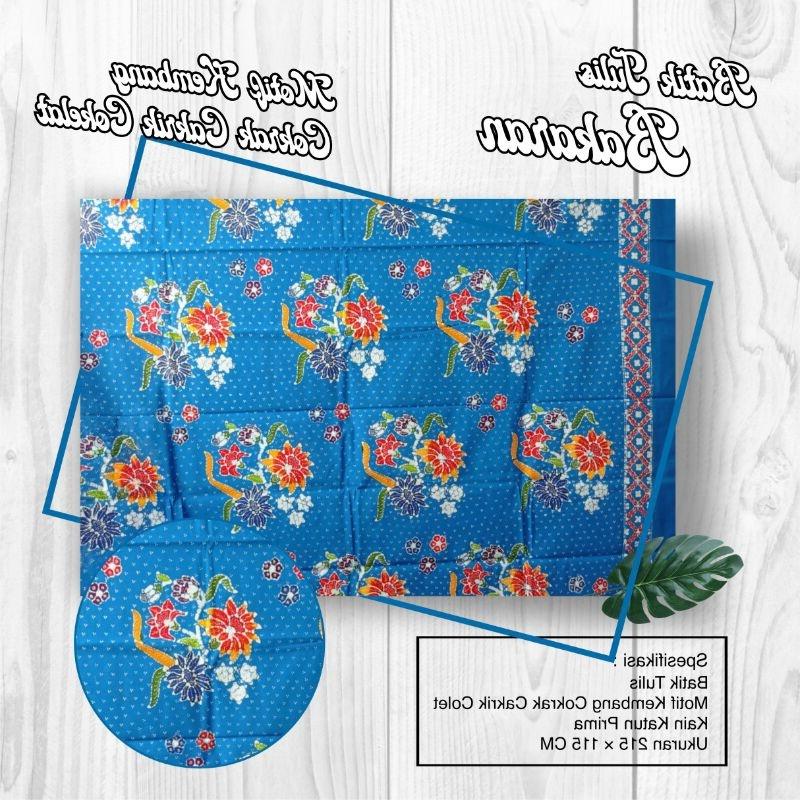 Batik Tulis
Bakaran
Motif Kembang
Cokrak Cakrik Cokelat
Spesifikasi :
Batik Tulis
Motif Kembang Cokrak Cakrik Colet
Kain Katun Prima
Ukuran 215 × 115 CM